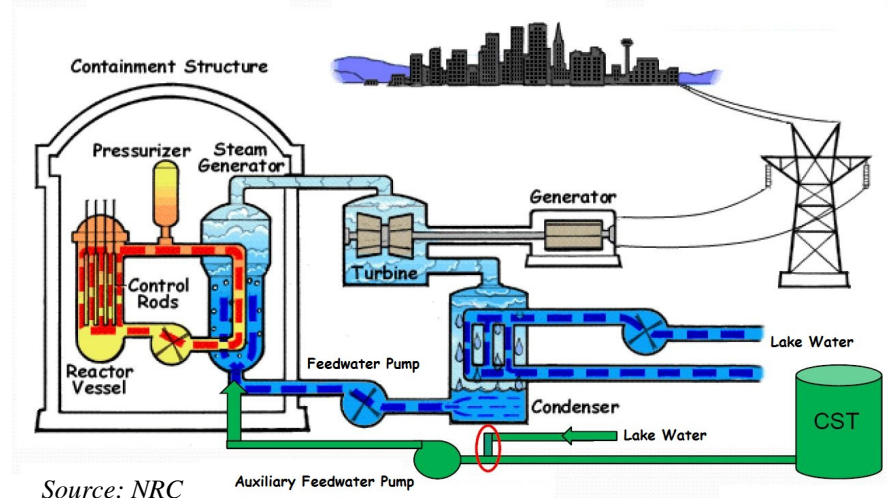 Containment Structure
Pressurizer
Steam
Generator
Generator
Turbine
Control
Rods
Reactor
Vessel
Feedwater Pump
Lake Water
Condenser
CST
Lake Water
Auxiliary Feedwater Pump
Source: NRC